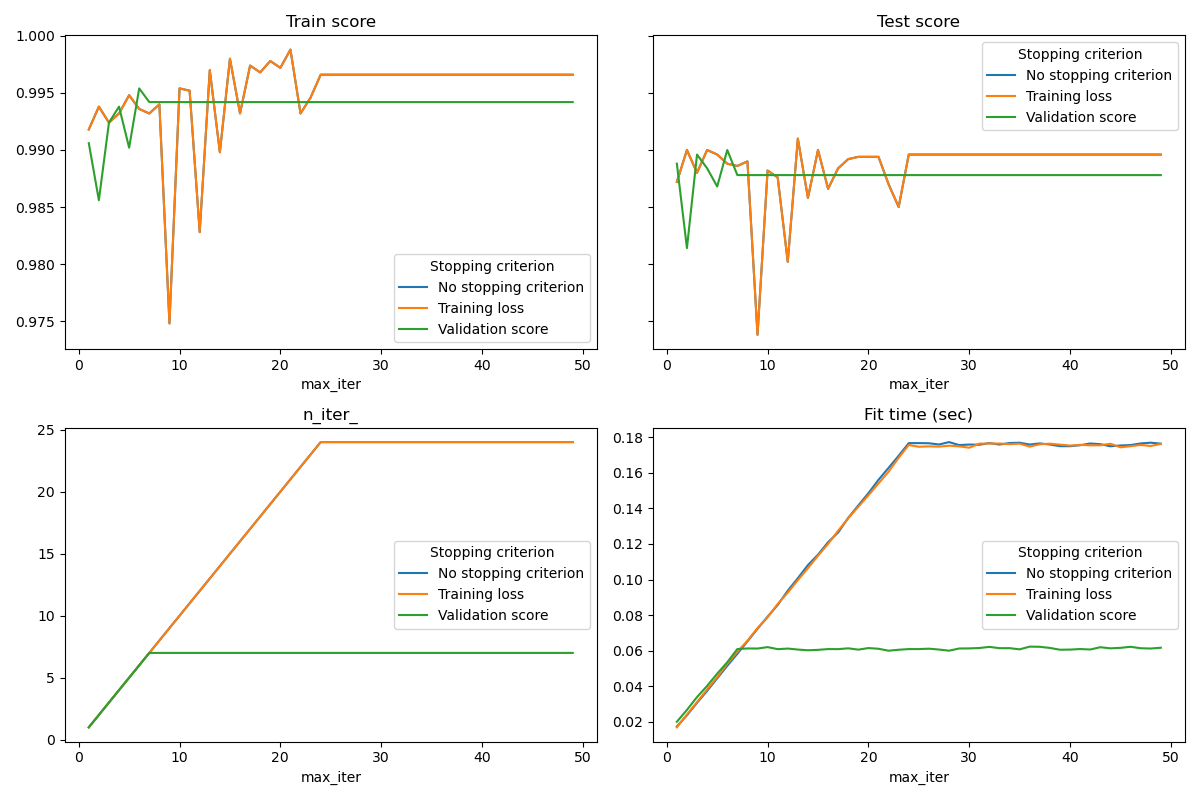 Train score
1.000
0.995
0.990
0.985
0.980
0.975
Stopping criterion
No stopping criterion
Training loss
Validation score
0 10 20 30 40 50
max_iter
Test score
Stopping criterion
No stopping criterion
Training loss
Validation score
0 10 20 30 40 50
max_iter
n_iter_
25
20
15
10
5
0
Stopping criterion
No stopping criterion
Training loss
Validation score
0 10 20 30 40 50
max_iter
Fit time (sec)
0.18
0.16
0.14
0.12
0.10
0.08
0.06
0.04
0.02
Stopping criterion
No stopping criterion
Training loss
Validation score
0 10 20 30 40 50
max_iter